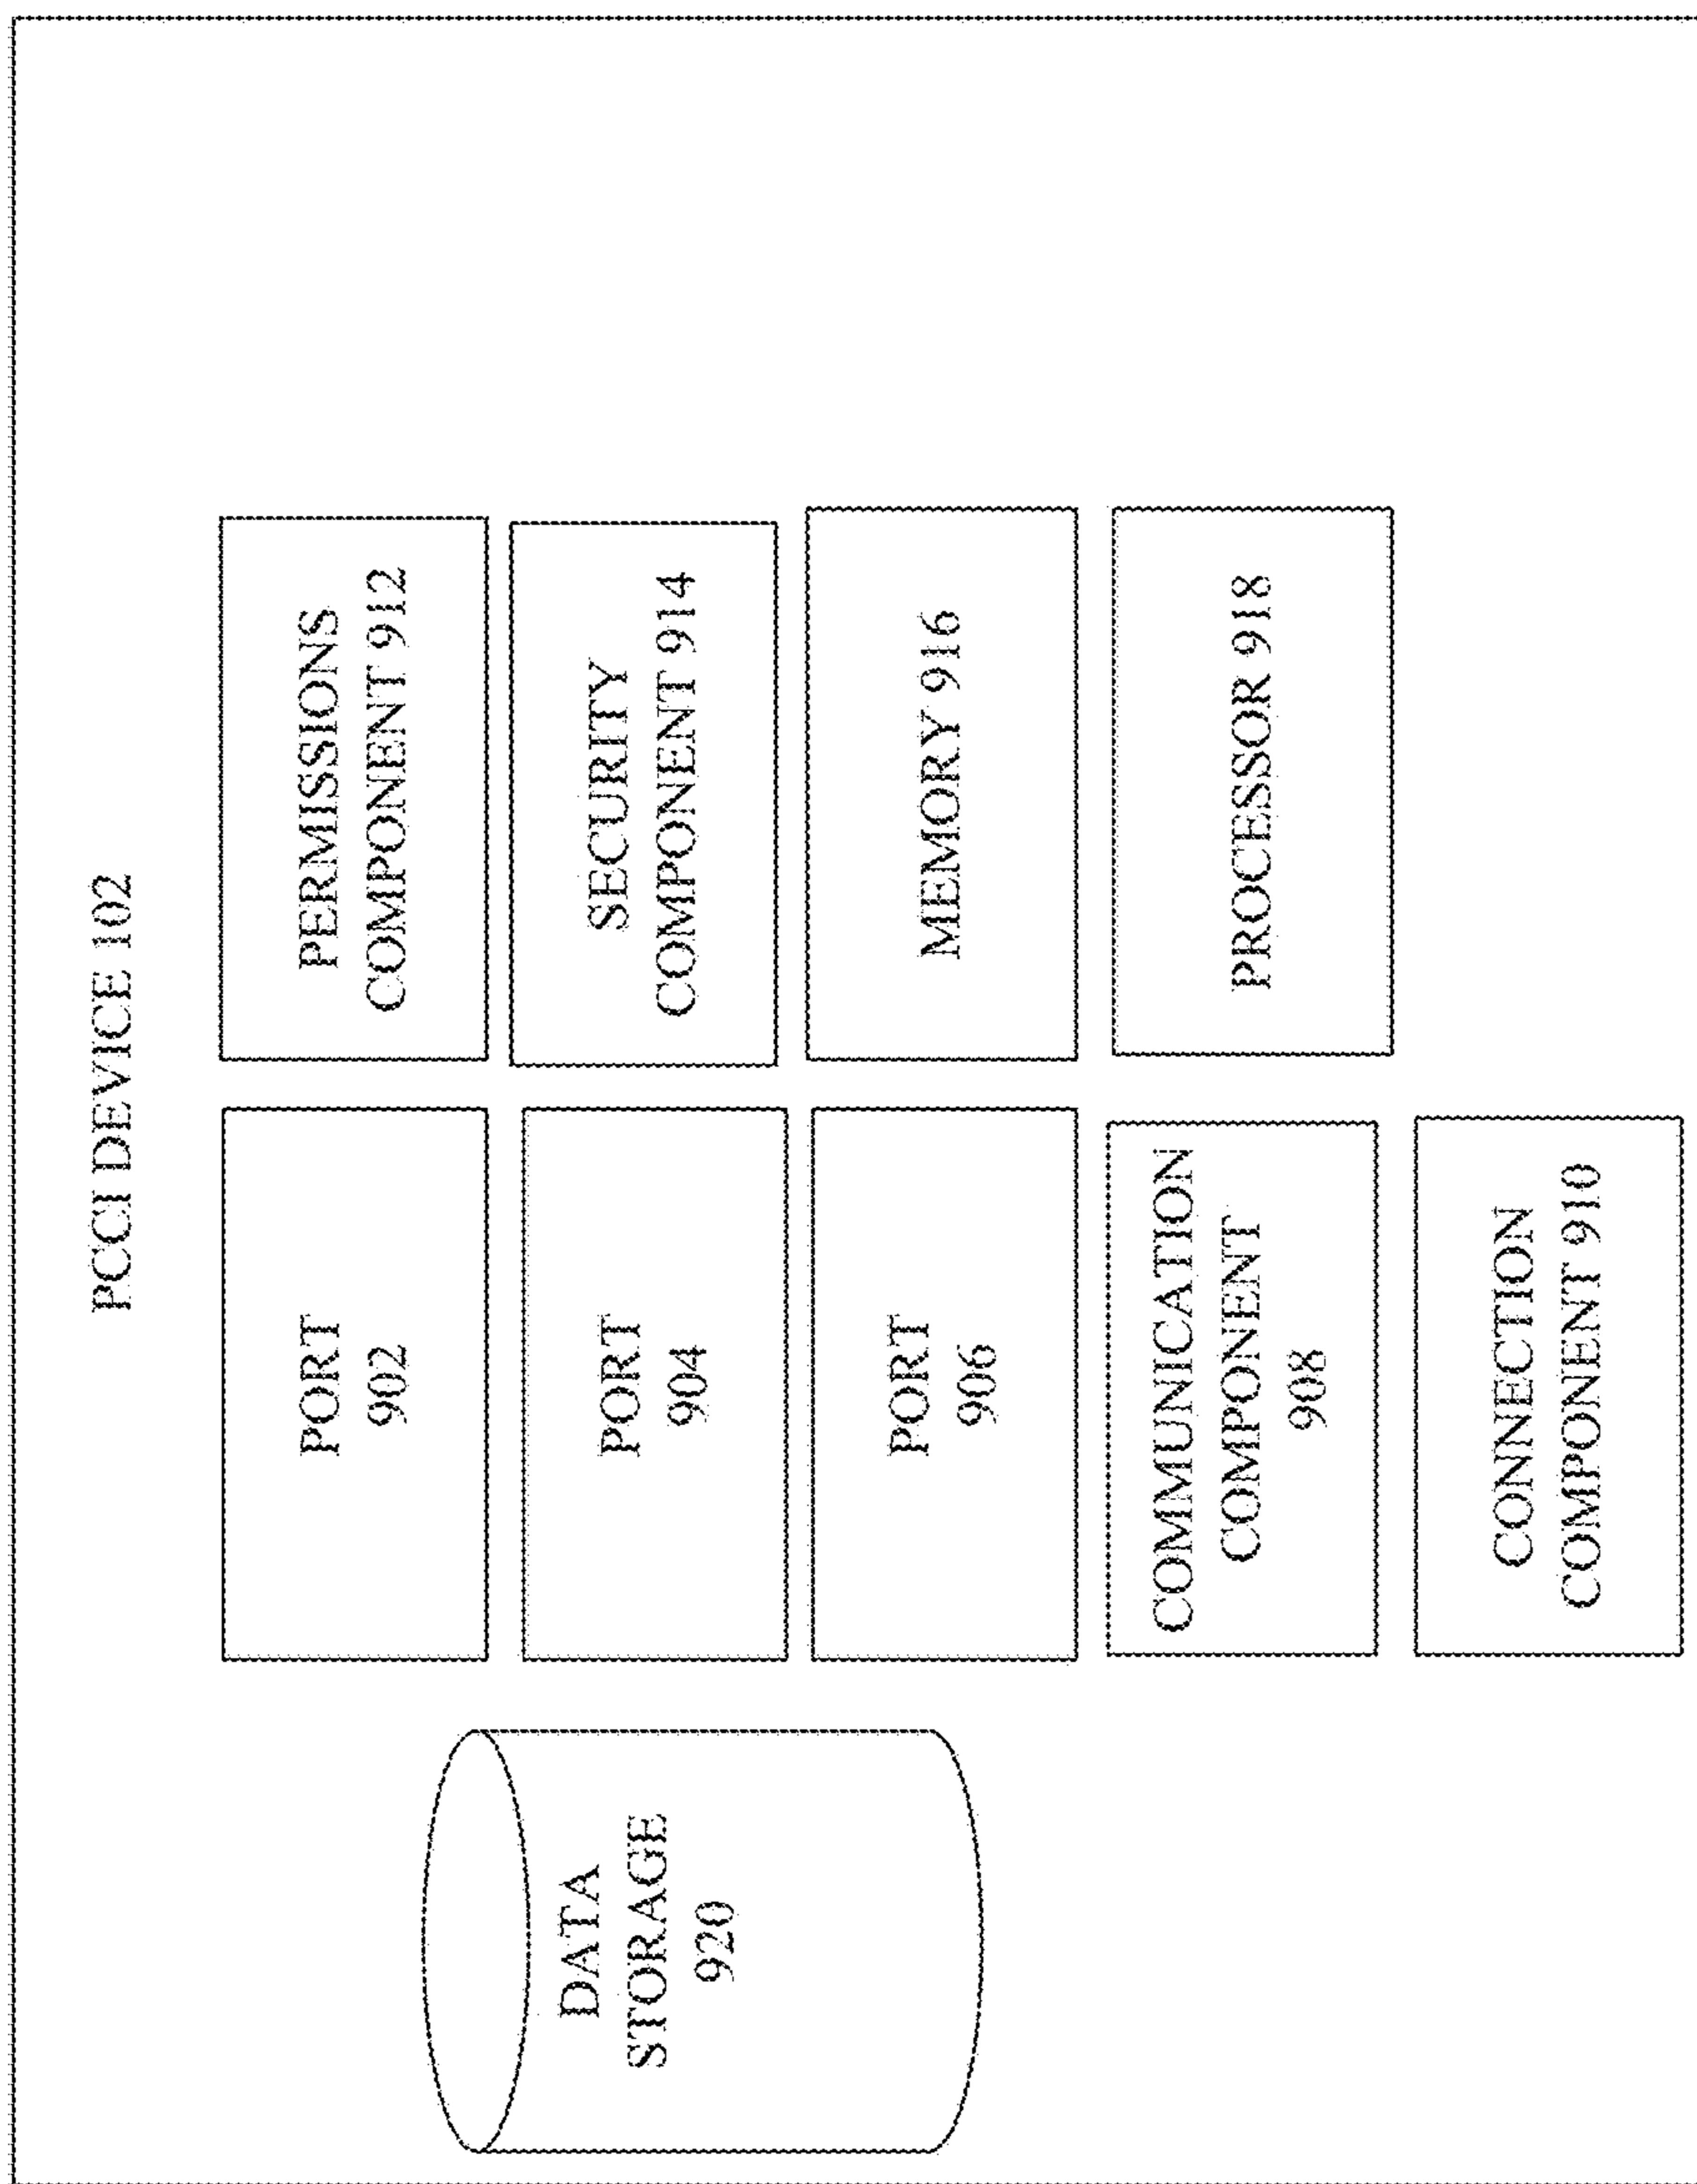 PCCI DEVICE 102
DATA
STORAGE
920
PORT
902
PORT
904
PORT
906
COMMUNICATION
COMPONENT
908
CONNECTION
COMPONENT 910
PERMISSIONS
COMPONENT 912
SECURITY
COMPONENT 914
MEMORY 916
PROCESSOR 918